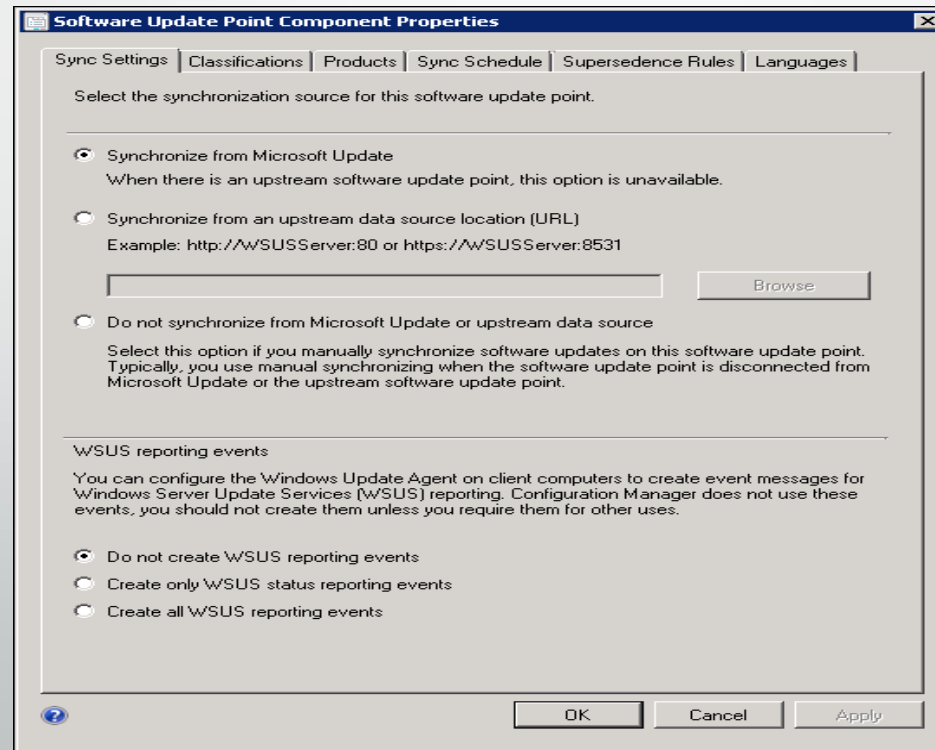 Software Update Point Component Properties
Sync Settings Classifications Products Sync Schedule Supersedence Rules Languages
Select the synchronization source for this software update point.
Synchronize from Microsoft Update
When there is an upstream software update point, this option is unavailable.
Synchronize from an upstream data source location (URL)
Example: http://WSUSServer:80 or https://WSUSServer:8531
Browse
Do not synchronize from Microsoft Update or upstream data source
Select this option if you manually synchronize software updates on this software update point.
Typically, you use manual synchronizing when the software update point is disconnected from
Microsoft Update or the upstream software update point.
WSUS reporting events
You can configure the Windows Update Agent on client computers to create event messages for
Windows Server Update Services (WSUS) reporting. Configuration Manager does not use these
events, you should not create them unless you require them for other uses.
Do not create WSUS reporting events
Create only WSUS status reporting events
Create all WSUS reporting events
OK Cancel Apply